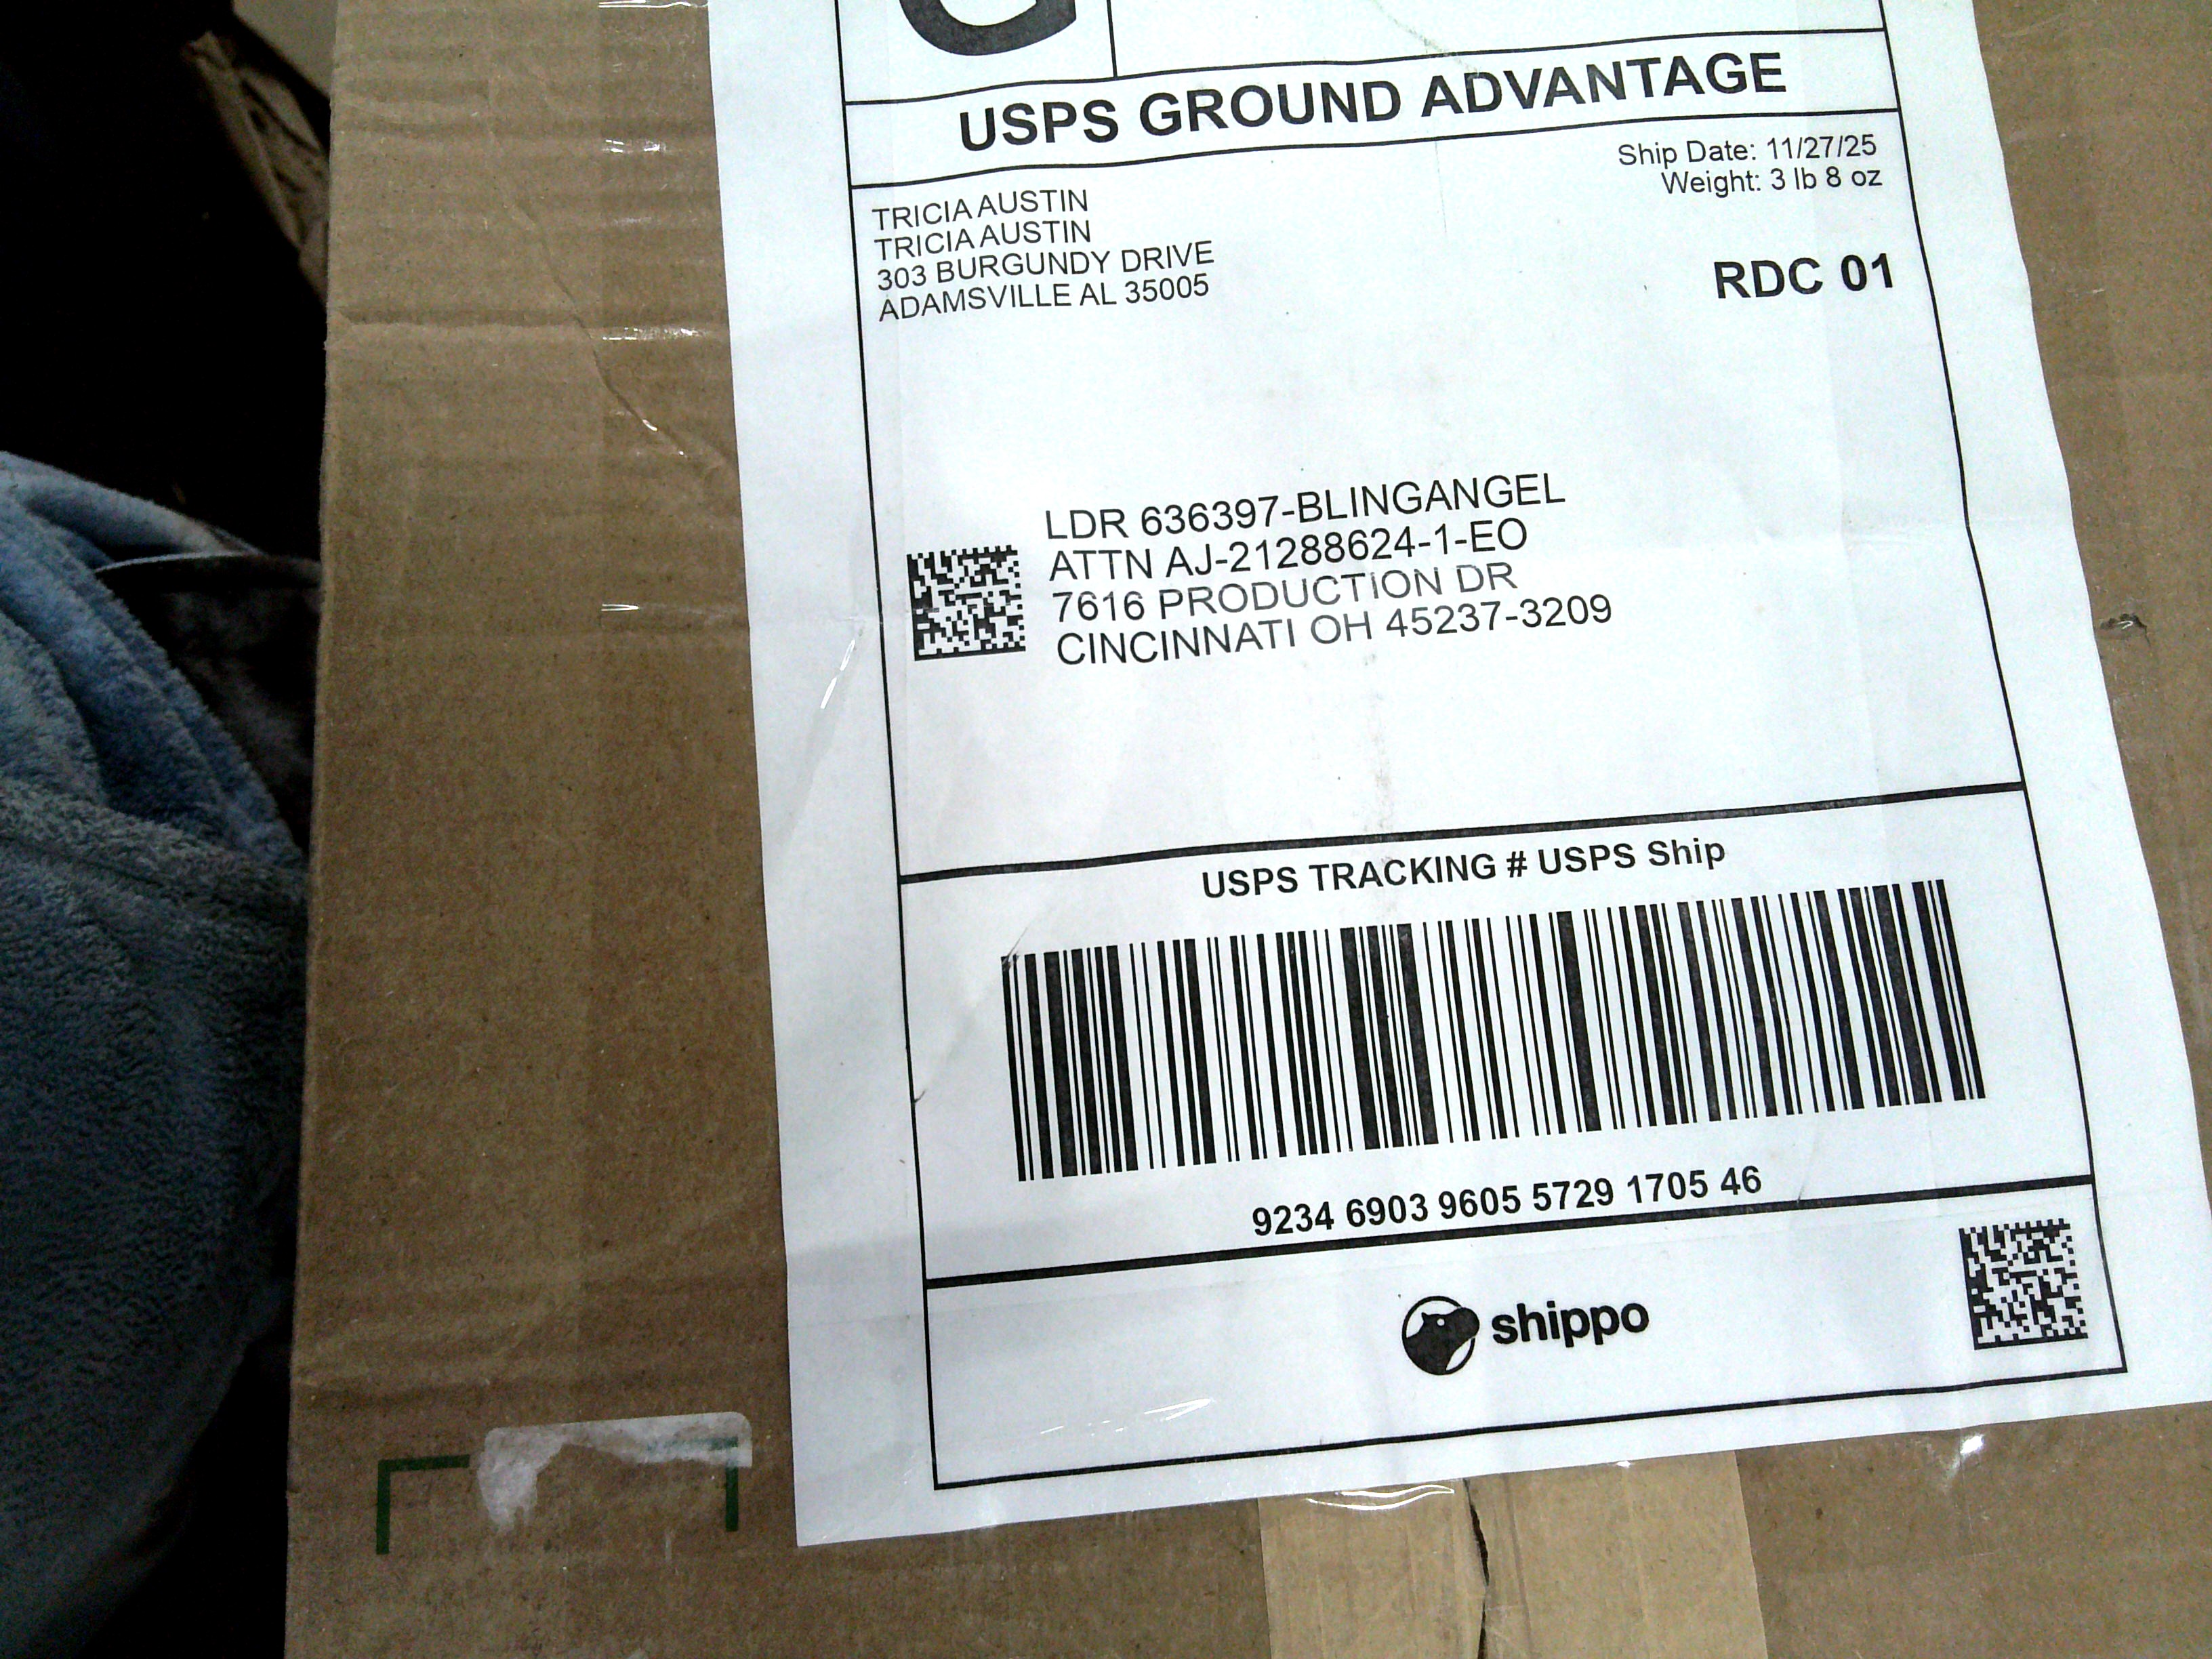 G
USPS GROUND ADVANTAGE
Ship Date: 11/27/25
Weight: 3 lb 8 oz
TRICIA AUSTIN
TRICIA AUSTIN
303 BURGUNDY DRIVE
ADAMSVILLE AL 35005
RDC 01
LDR 636397-BLINGANGEL
ATTN AJ-21288624-1-EO
7616 PRODUCTION DR
CINCINNATI OH 45237-3209
USPS TRACKING # USPS Ship
9234 6903 9605 5729 1705 46
shippo